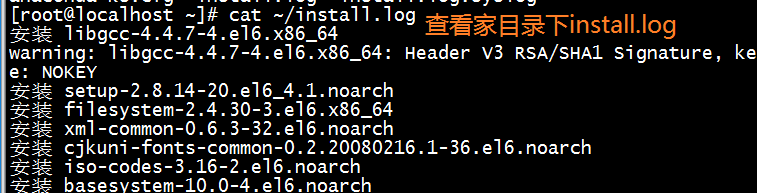 [root@localhost ~]# cat ~/install.log
查看家目录下install.log
安装 libgcc-4.4.7-4.el6.x86_64
warning: libgcc-4.4.7-4.el6.x86_64: Header V3 RSA/SHA1 Signature, ke
e: NOKEY
安装 setup-2.8.14-20.el6_4.1.noarch
安装 filesystem-2.4.30-3.el6.x86_64
安装 xml-common-0.6.3-32.el6.noarch
安装 cjkuni-fonts-common-0.2.20080216.1-36.el6.noarch
安装 iso-codes-3.16-2.el6.noarch
安装 basesystem-10.0-4.el6.noarch